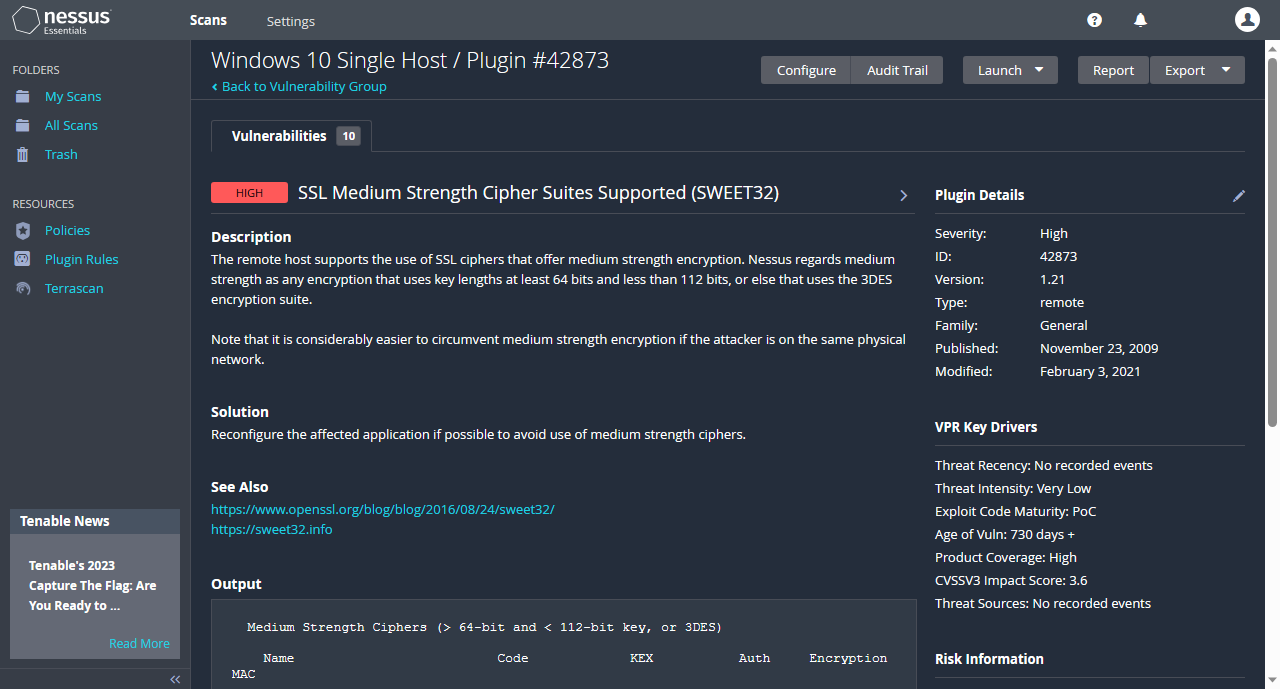 nessus
Essentials
Scans
Settings
FOLDERS
My Scans
All Scans
Trash
RESOURCES
Policies
Plugin Rules
Terrascan
Tenable News
Tenable's 2023
Capture The Flag: Are
You Ready to ...
Read More
Windows 10 Single Host / Plugin #42873
Back to Vulnerability Group
Configure
Audit Trail
Launch
Report
Export
Vulnerabilities 10
HIGH
SSL Medium Strength Cipher Suites Supported (SWEET32)
Description
The remote host supports the use of SSL ciphers that offer medium strength encryption. Nessus regards medium
strength as any encryption that uses key lengths at least 64 bits and less than 112 bits, or else that uses the 3DES
encryption suite.
Note that it is considerably easier to circumvent medium strength encryption if the attacker is on the same physical
network.
Solution
Reconfigure the affected application if possible to avoid use of medium strength ciphers.
See Also
https://www.openssl.org/blog/blog/2016/08/24/sweet32/
https://sweet32.info
Output
Medium Strength Ciphers (> 64-bit and < 112-bit key, or 3DES)
Name Code KEX Auth Encryption
MAC
Plugin Details
Severity: High
ID: 42873
Version: 1.21
Type: remote
Family: General
Published: November 23, 2009
Modified: February 3, 2021
VPR Key Drivers
Threat Recency: No recorded events
Threat Intensity: Very Low
Exploit Code Maturity: PoC
Age of Vuln: 730 days +
Product Coverage: High
CVSSV3 Impact Score: 3.6
Threat Sources: No recorded events
Risk Information